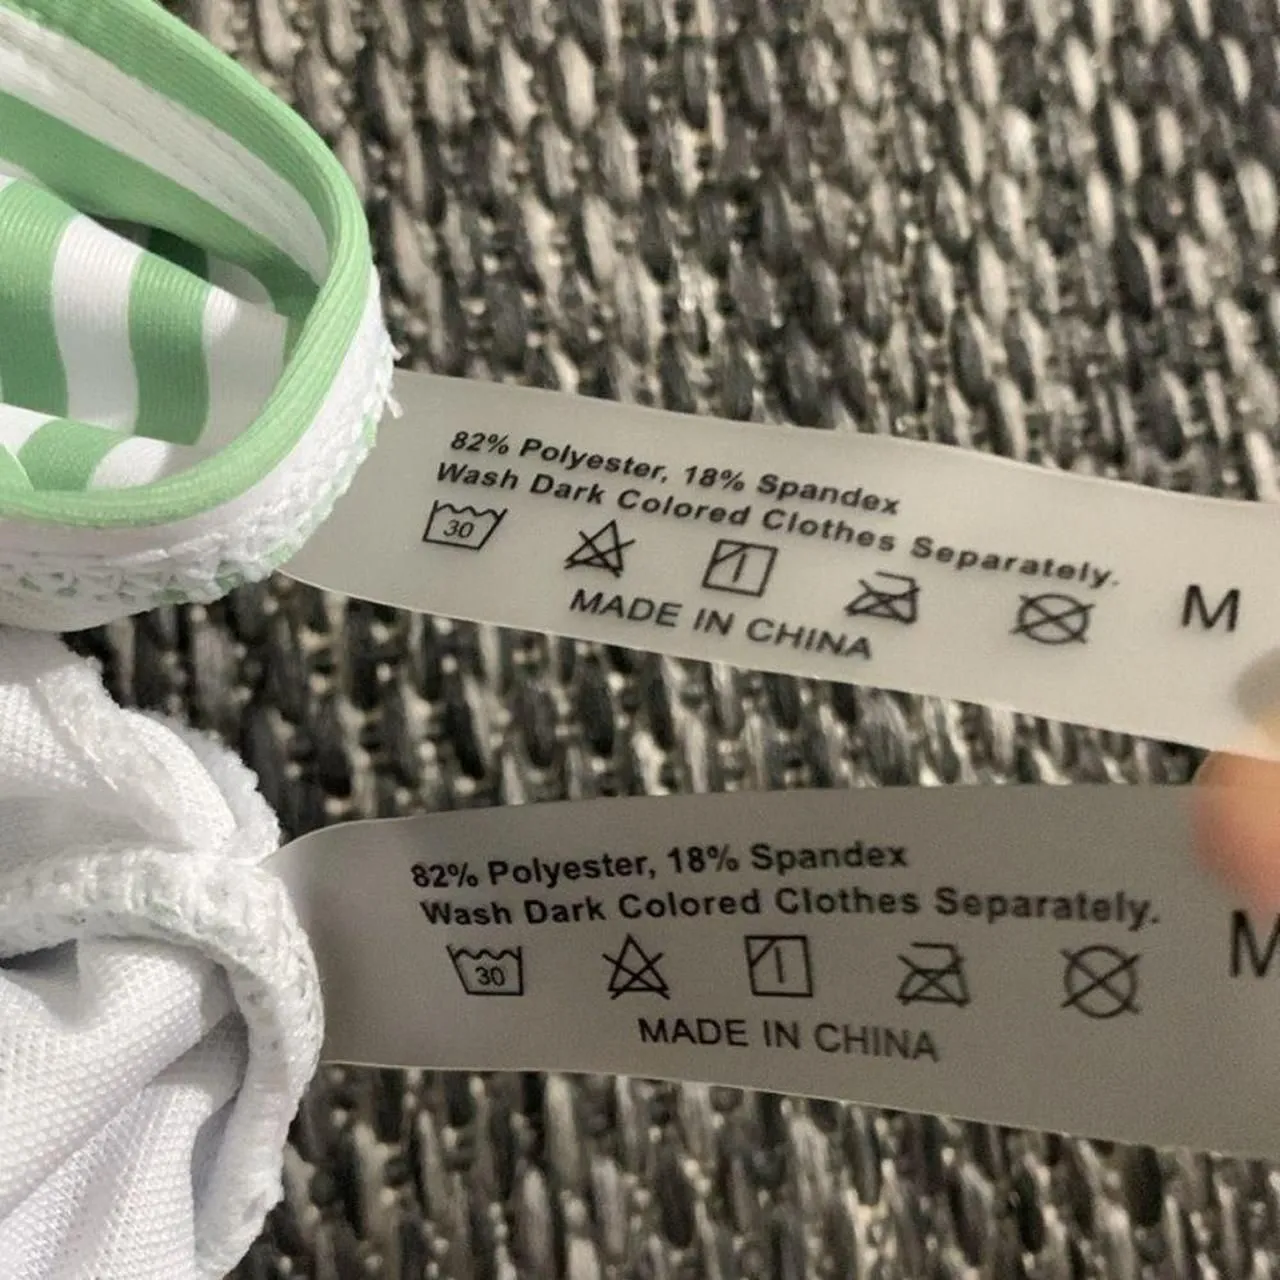 82% Polyester, 18% Spandex
Wash Dark Colored Clothes Separately.
30
M
MADE IN CHINA
82% Polyester, 18% Spandex
Wash Dark Colored Clothes Separately.
30
M
MADE IN CHINA